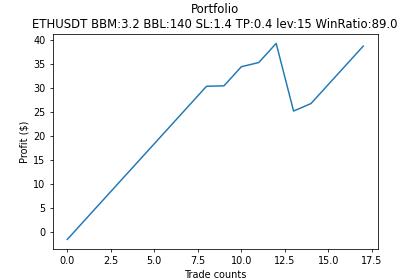 Portfolio
ETHUSDT BBM:3.2 BBL:140 SL:1.4 TP:0.4 lev:15 WinRatio:89.0
40
35
30
25
20
15
10
5
0
Profit ($)
0.0 2.5 5.0 7.5 10.0 12.5 15.0 17.5
Trade counts